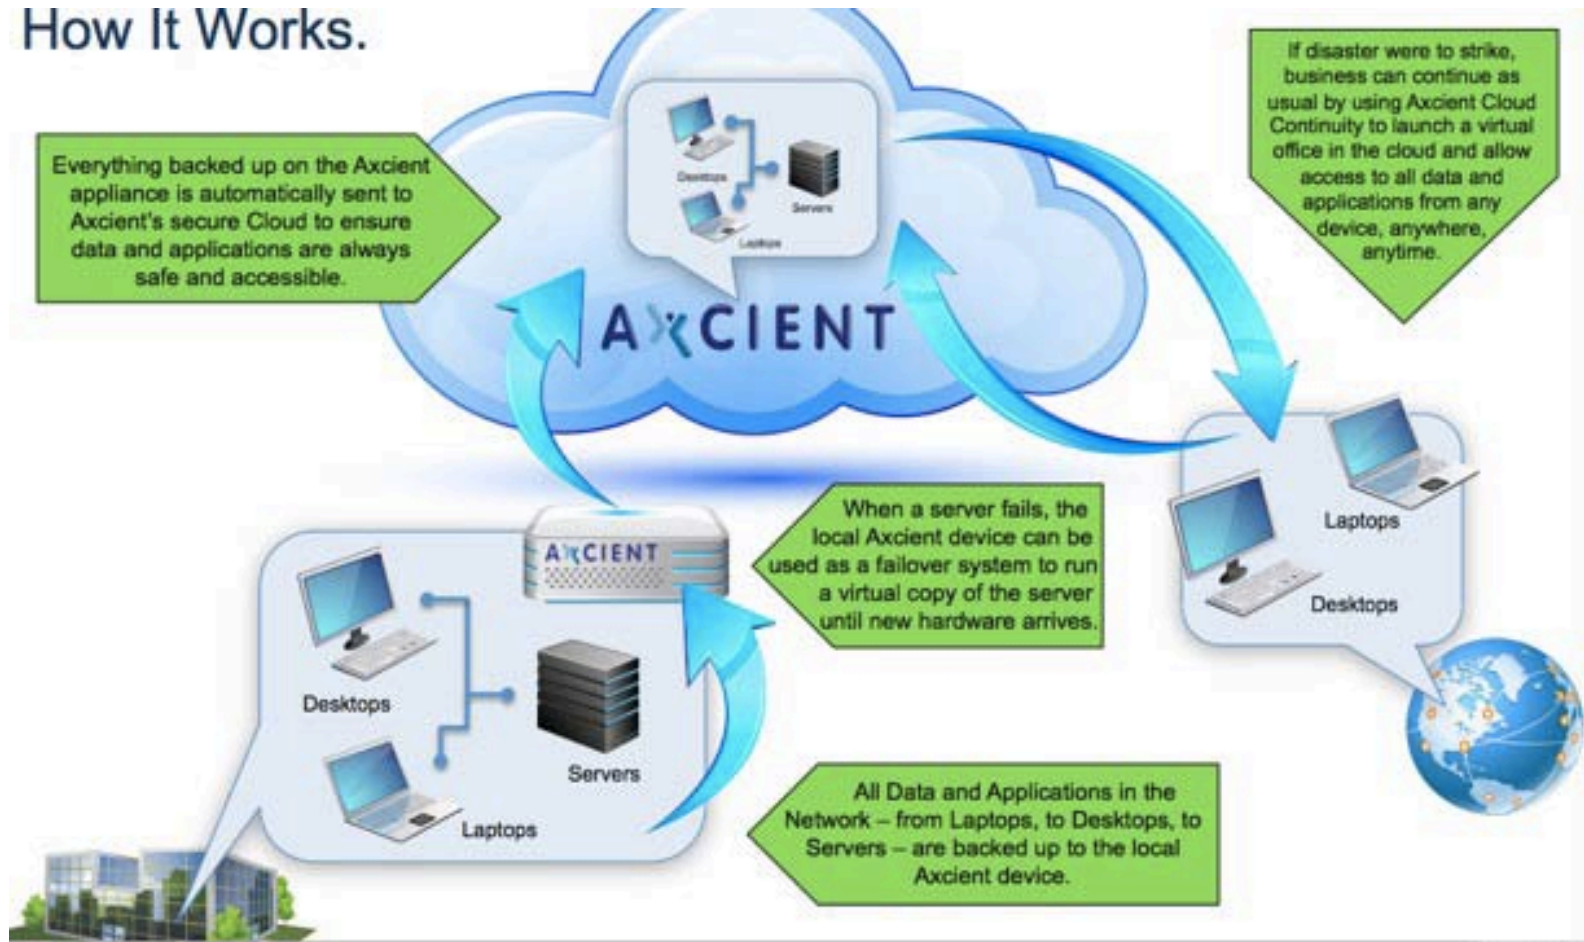 How It Works.
Everything backed up on the Axcient
appliance is automatically sent to
Axcient's secure Cloud to ensure
data and applications are always
safe and accessible.
Desktops
Servers
Laptops
AXCIENT
If disaster were to strike,
business can continue as
usual by using Axcient Cloud
Continuity to launch a virtual
office in the cloud and allow
access to all data and
applications from any
device, anywhere,
anytime.
Laptops
Desktops
When a server fails, the
local Axcient device can be
used as a failover system to run
a virtual copy of the server
until new hardware arrives.
AXCIENT
Desktops
Servers
Laptops
All Data and Applications in the
Network – from Laptops, to Desktops, to
Servers – are backed up to the local
Axcient device.